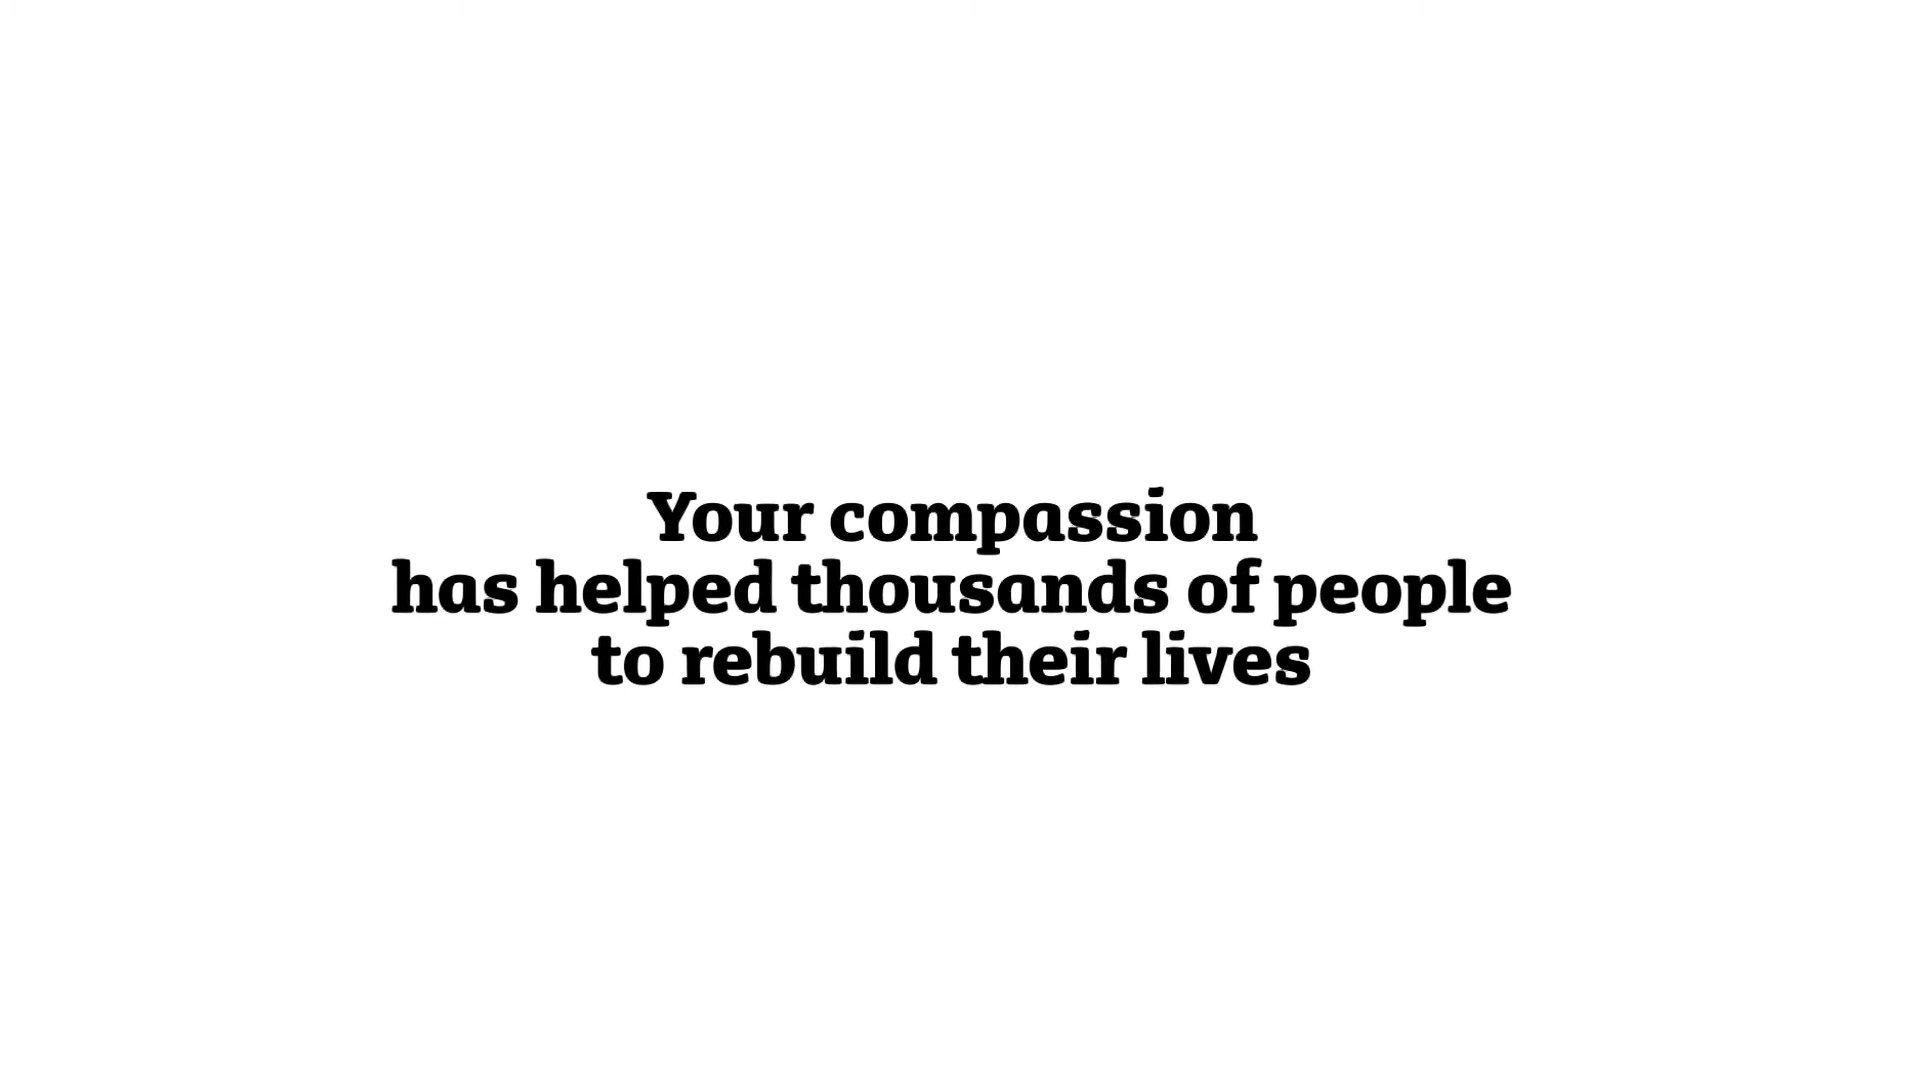 Your compassion
has helped thousands of people
to rebuild their lives